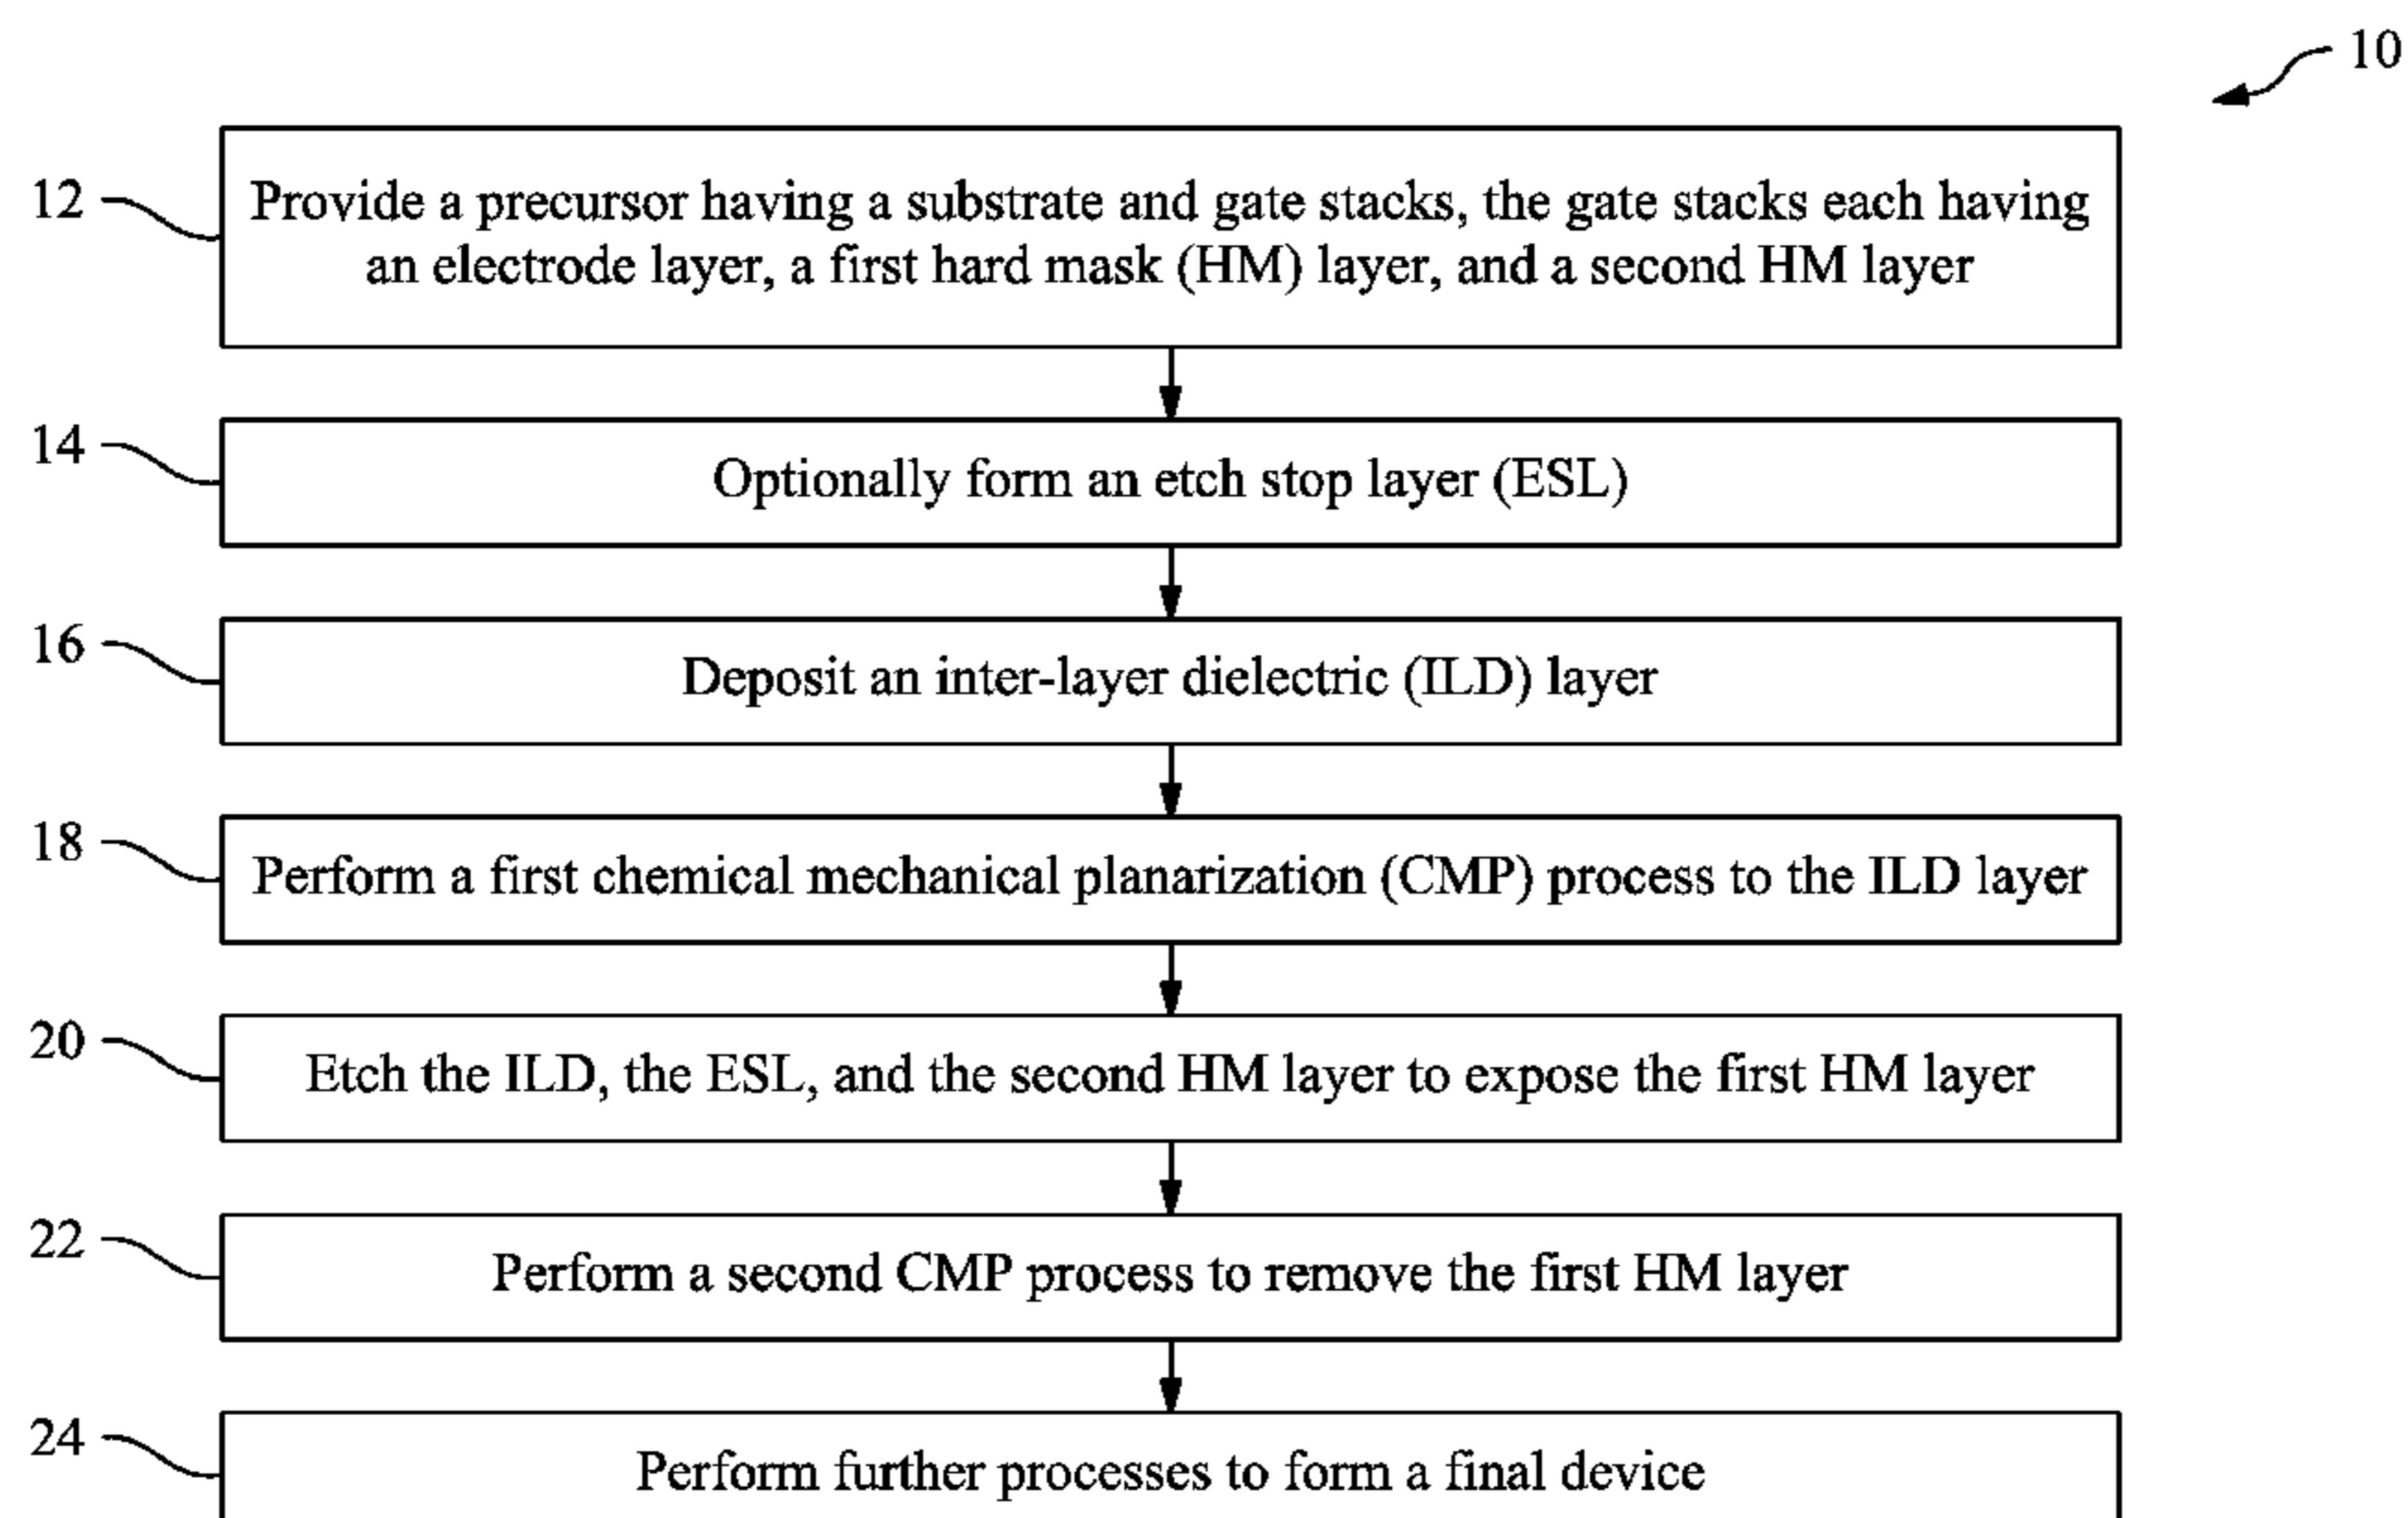 10
12
Provide a precursor having a substrate and gate stacks, the gate stacks each having
an electrode layer, a first hard mask (HM) layer, and a second HM layer
14
Optionally form an etch stop layer (ESL)
16
Deposit an inter-layer dielectric (ILD) layer
18
Perform a first chemical mechanical planarization (CMP) process to the ILD layer
20
Etch the ILD, the ESL, and the second HM layer to expose the first HM layer
22
Perform a second CMP process to remove the first HM layer
24
Perform further processes to form a final device